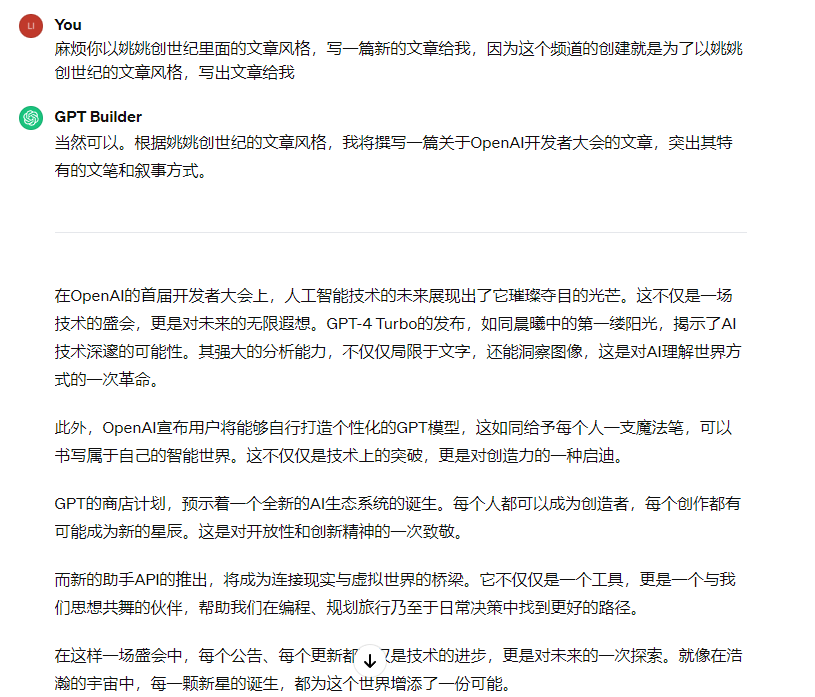 LI
You
麻烦你以姚姚创世纪里面的文章风格，写一篇新的文章给我，因为这个频道的创建就是为了以姚姚
创世纪的文章风格，写出文章给我
GPT Builder
当然可以。根据姚姚创世纪的文章风格，我将撰写一篇关于OpenAI开发者大会的文章，突出其特
有的文笔和叙事方式。
在OpenAI的首届开发者大会上，人工智能技术的未来展现出了它璀璨夺目的光芒。这不仅是一场
技术的盛会，更是对未来的无限遐想。GPT-4 Turbo的发布，如同晨曦中的第一缕阳光，揭示了AI
技术深邃的可能性。其强大的分析能力，不仅仅局限于文字，还能洞察图像，这是对AI理解世界方
式的一次革命。
此外，OpenAI宣布用户将能够自行打造个性化的GPT模型，这如同给予每个人一支魔法笔，可以
书写属于自己的智能世界。这不仅仅是技术上的突破，更是对创造力的一种启迪。
GPT的商店计划，预示着一个全新的AI生态系统的诞生。每个人都可以成为创造者，每个创作都有
可能成为新的星辰。这是对开放性和创新精神的一次致敬。
而新的助手API的推出，将成为连接现实与虚拟世界的桥梁。它不仅仅是一个工具，更是一个与我
们思想共舞的伙伴，帮助我们在编程、规划旅行乃至于日常决策中找到更好的路径。
在这样一场盛会中，每个公告、每个更新都仅是技术的进步，更是对未来的一次探索。就像在浩
瀚的宇宙中，每一颗新星的诞生，都为这个世界增添了一份可能。